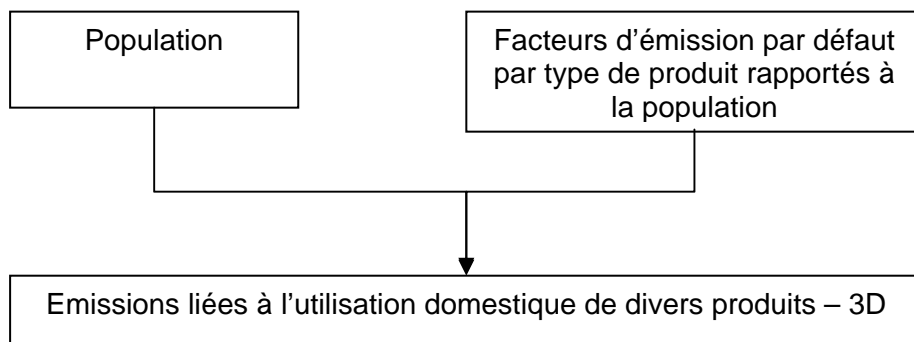 Population
Facteurs d’émission par défaut
par type de produit rapportés à
la population
Emissions liées à l’utilisation domestique de divers produits – 3D